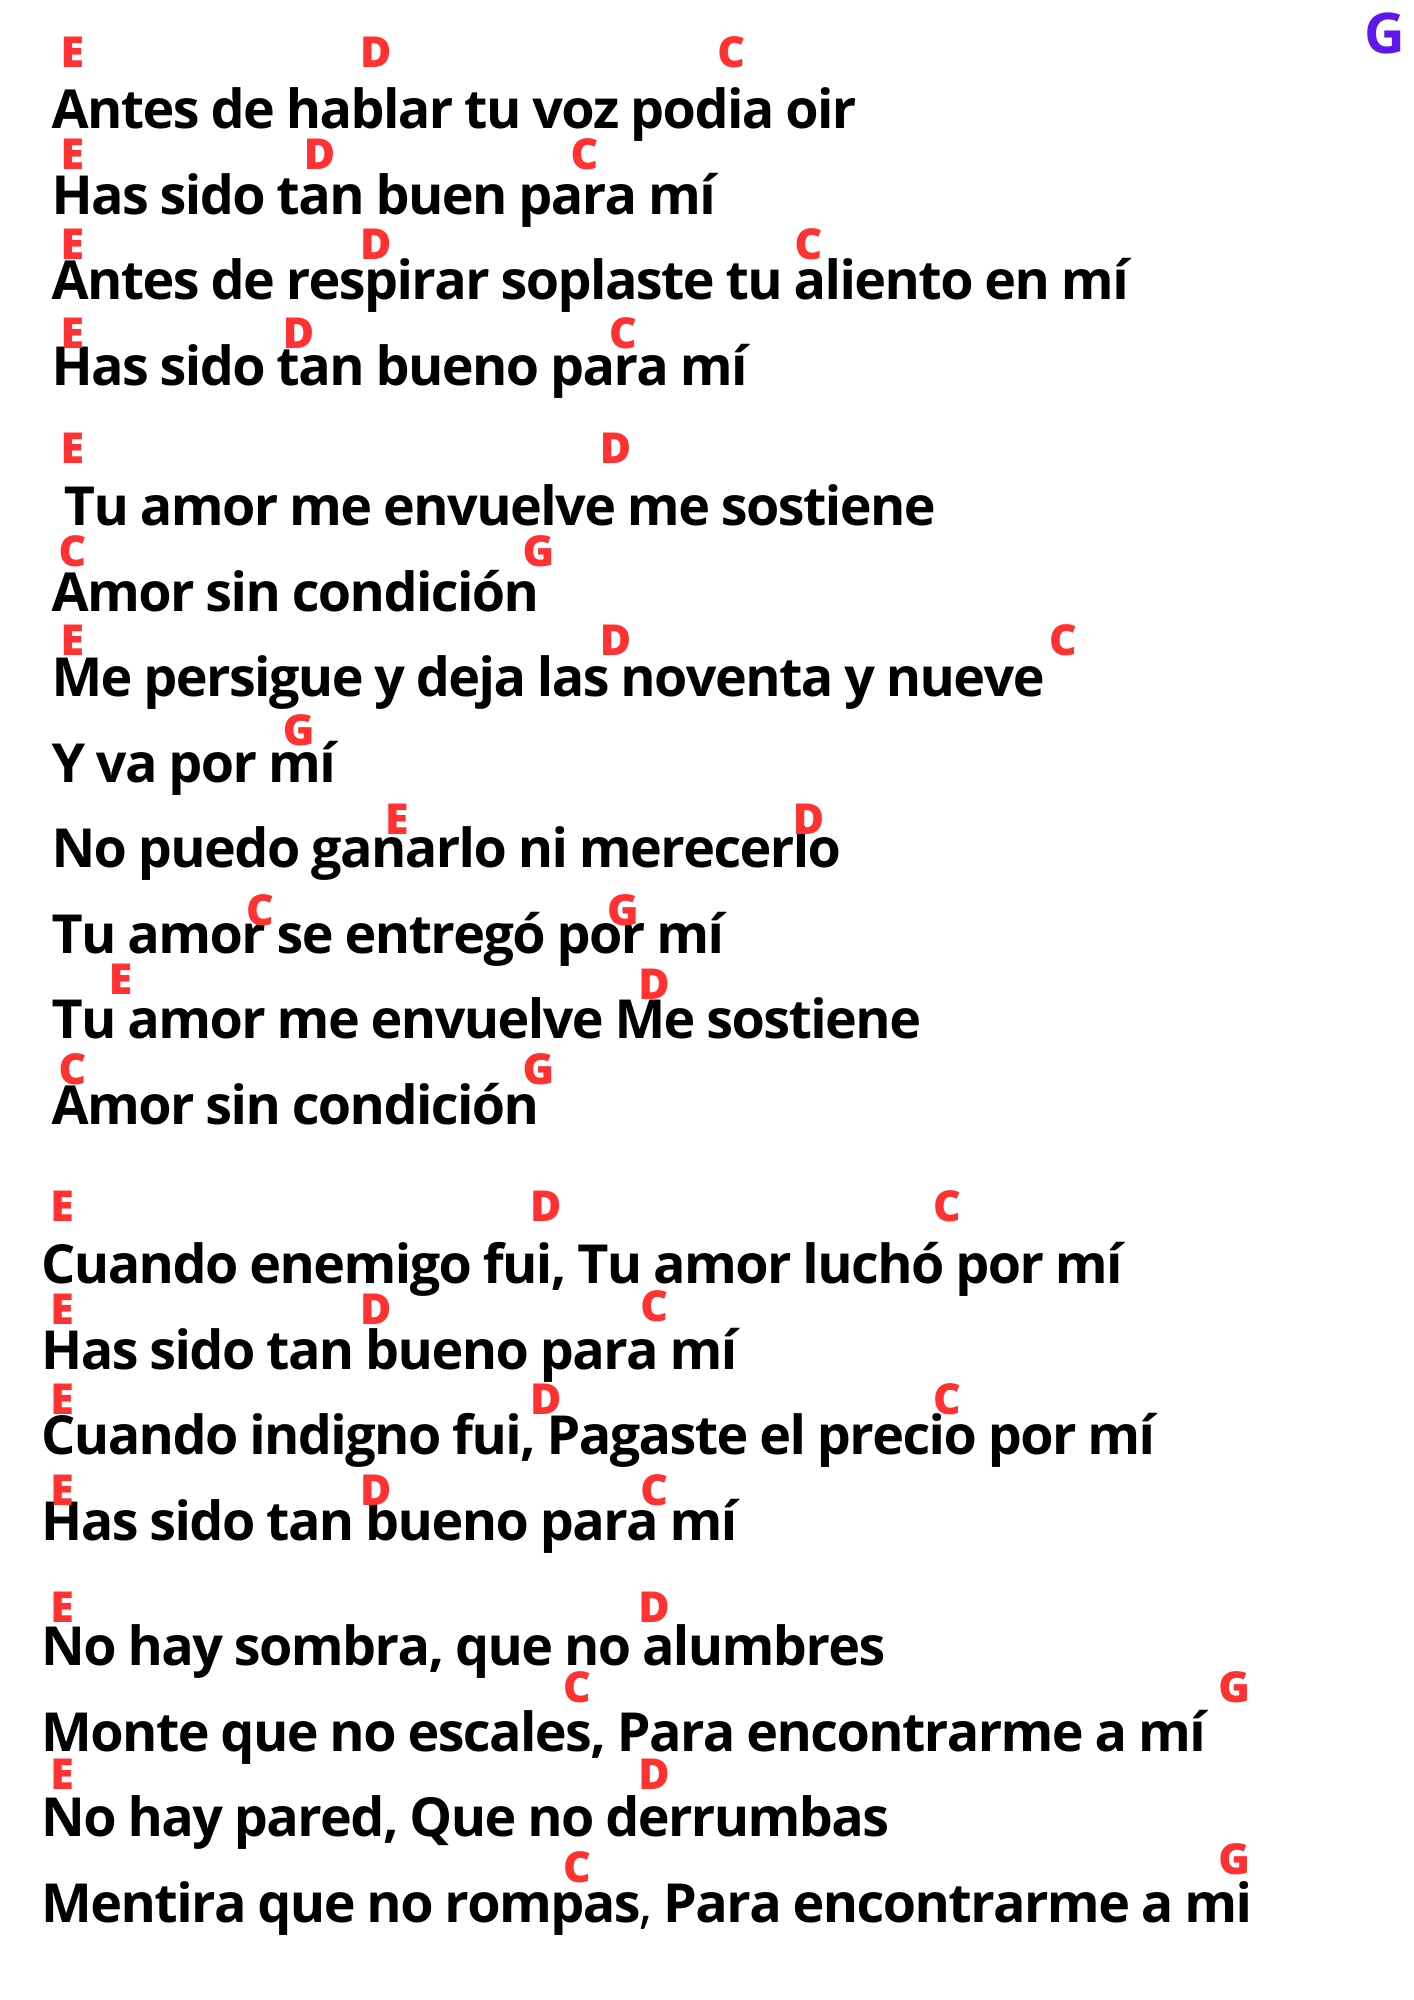 G
E D C
Antes de hablar tu voz podia oir
E D C
Has sido tan buen para mí
E D C
Antes de respirar soplaste tu aliento en mí
E D C
Has sido tan bueno para mí
E D
Tu amor me envuelve me sostiene
C G
Amor sin condición
E D C
Me persigue y deja las noventa y nueve
G
Y va por mí
E D
No puedo ganarlo ni merecerlo
C G
Tu amor se entregó por mí
E D
Tu amor me envuelve Me sostiene
C G
Amor sin condición
E D C
Cuando enemigo fui, Tu amor luchó por mí
E D C
Has sido tan bueno para mí
E D C
Cuando indigno fui, Pagaste el precio por mí
E D C
Has sido tan bueno para mí
E D
No hay sombra, que no alumbres
C G
Monte que no escales, Para encontrarme a mí
E D
No hay pared, Que no derrumbas
C G
Mentira que no rompas, Para encontrarme a mi